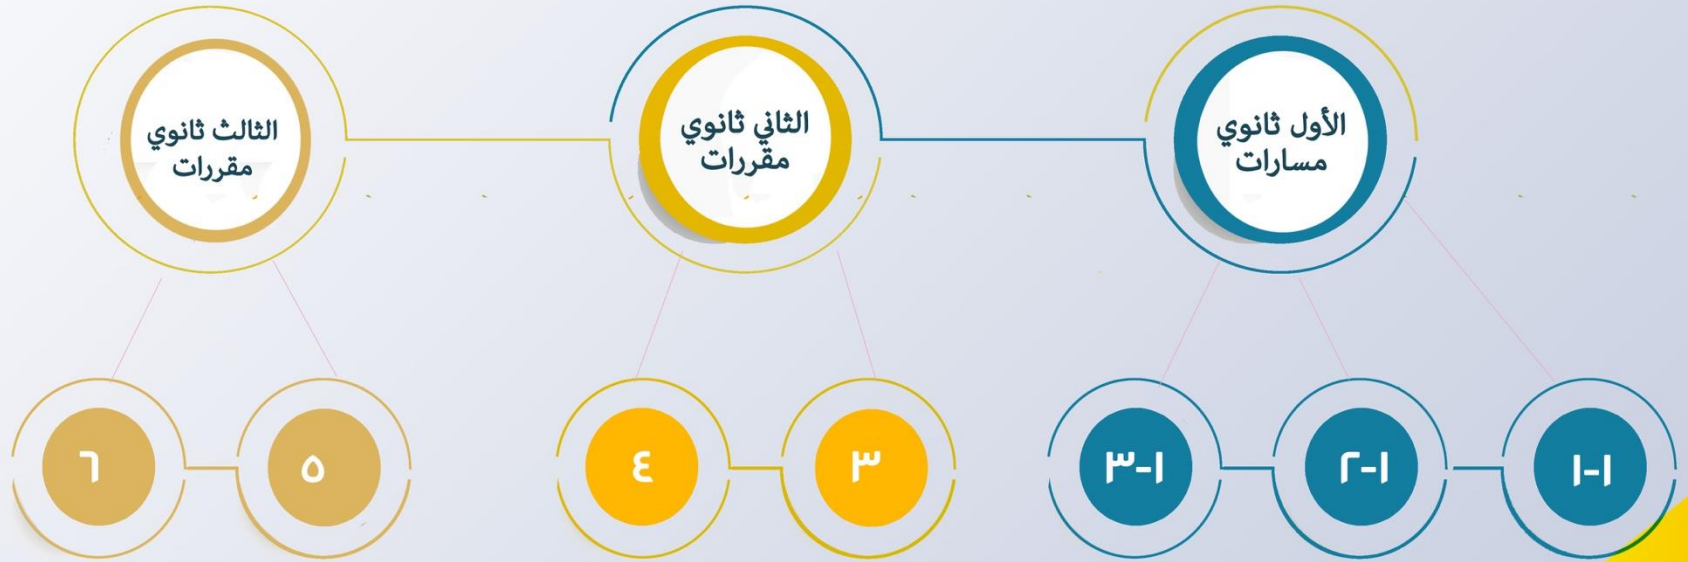 الأول ثانوي
مسارات
الثاني ثانوي
مقررات
الثالث ثانوي
مقررات
١-١
١-٢
١-٣
٣
٤
٥
٦